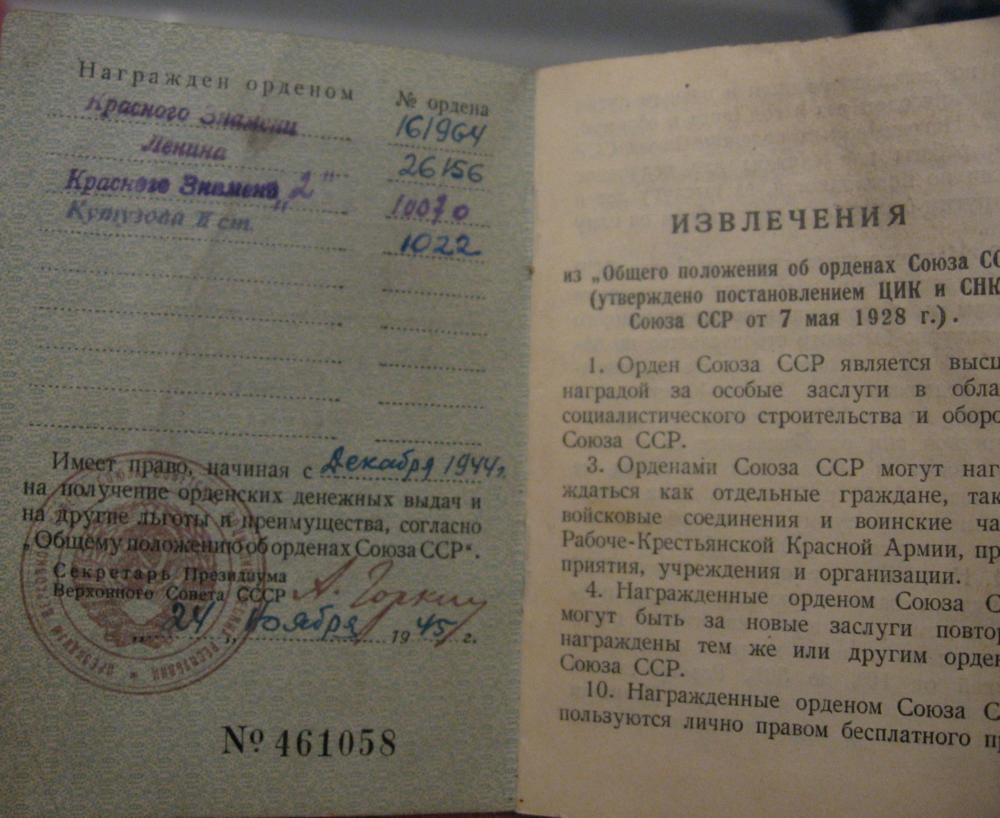 Награжден орденом № ордена
Красного Знамени 161964
Ленина 26156
Красного Знамени „2" 10070
Кутузова II ст. 1022
Имеет право, начиная с Декабря 1944г.
на получение орденских денежных выдач и
на другие льготы и преимущества, согласно
„Общему положению об орденах Союза ССР".
Секретарь Президиума
Верховного Совета СССР А. Горкин
„24„ Ноября 1945 г.
№ 461058
ИЗВЛЕЧЕНИЯ
из „Общего положения об орденах Союза СС
(утверждено постановлением ЦИК и СНК
Союза ССР от 7 мая 1928 г.).
1. Орден Союза ССР является высш
наградой за особые заслуги в обла
социалистического строительства и оборо
Союза ССР.
3. Орденами Союза ССР могут наг
ждаться как отдельные граждане, так
войсковые соединения и воинские ча
Рабоче-Крестьянской Красной Армии, пр
приятия, учреждения и организации.
4. Награжденные орденом Союза С
могут быть за новые заслуги повтор
награждены тем же или другим орде
Союза ССР.
10. Награжденные орденом Союза С
пользуются лично правом бесплатного п